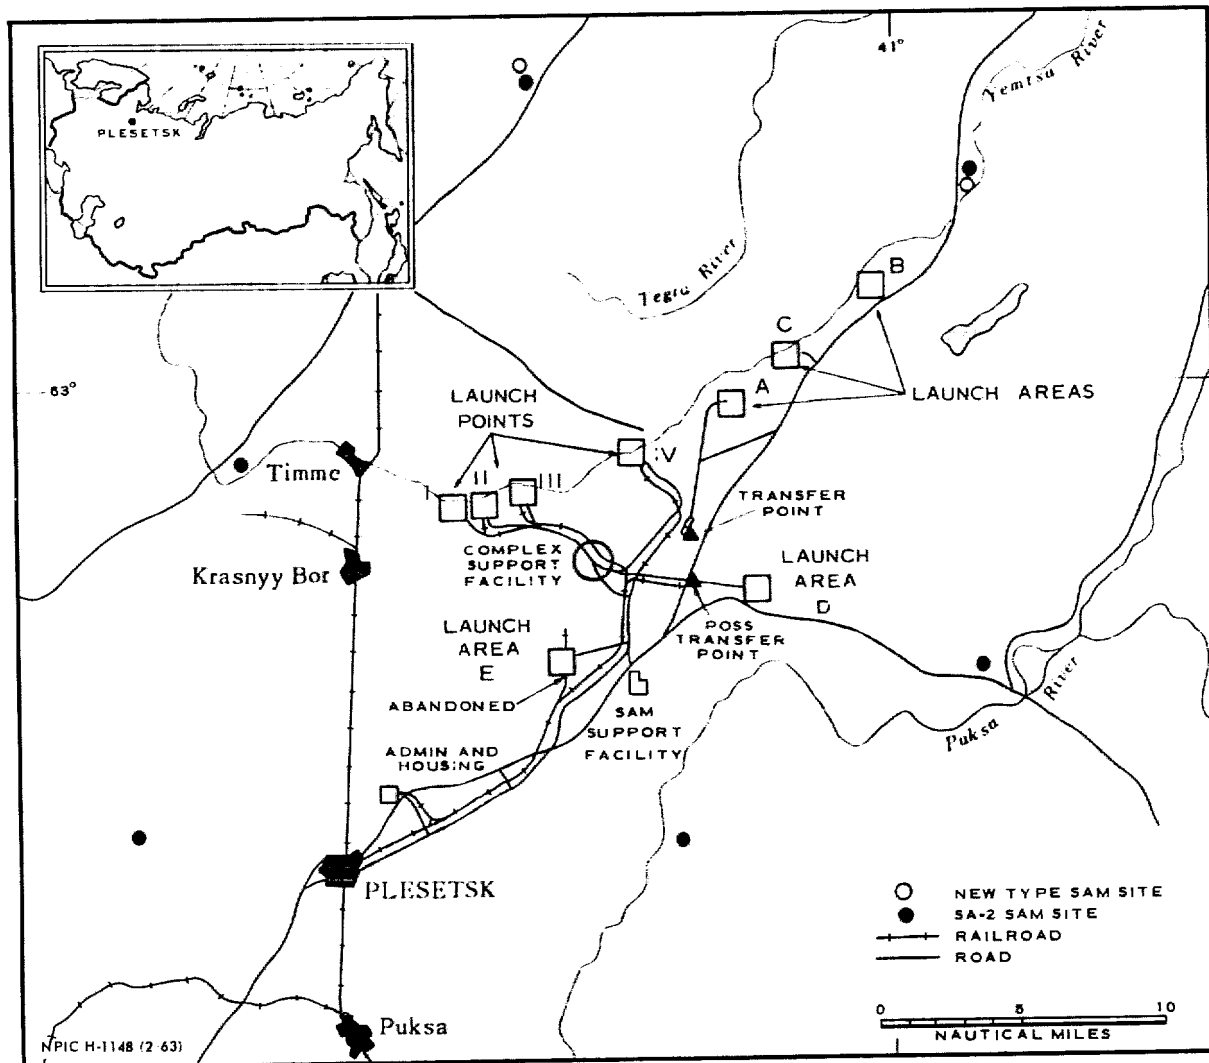 PLESETSK
41°
Yemtsa River
Tegra River
B
C
A
63°
LAUNCH
POINTS
LAUNCH AREAS
Timme
I
II
III
IV
TRANSFER
POINT
COMPLEX
SUPPORT
FACILITY
LAUNCH
AREA
D
Krasnyy Bor
LAUNCH
AREA
E
POSS
TRANSFER
POINT
ABANDONED
SAM
SUPPORT
FACILITY
Puksa River
ADMIN AND
HOUSING
PLESETSK
NEW TYPE SAM SITE
SA-2 SAM SITE
RAILROAD
ROAD
Puksa
0 5 10
NAUTICAL MILES
NPIC H-1148 (2-63)